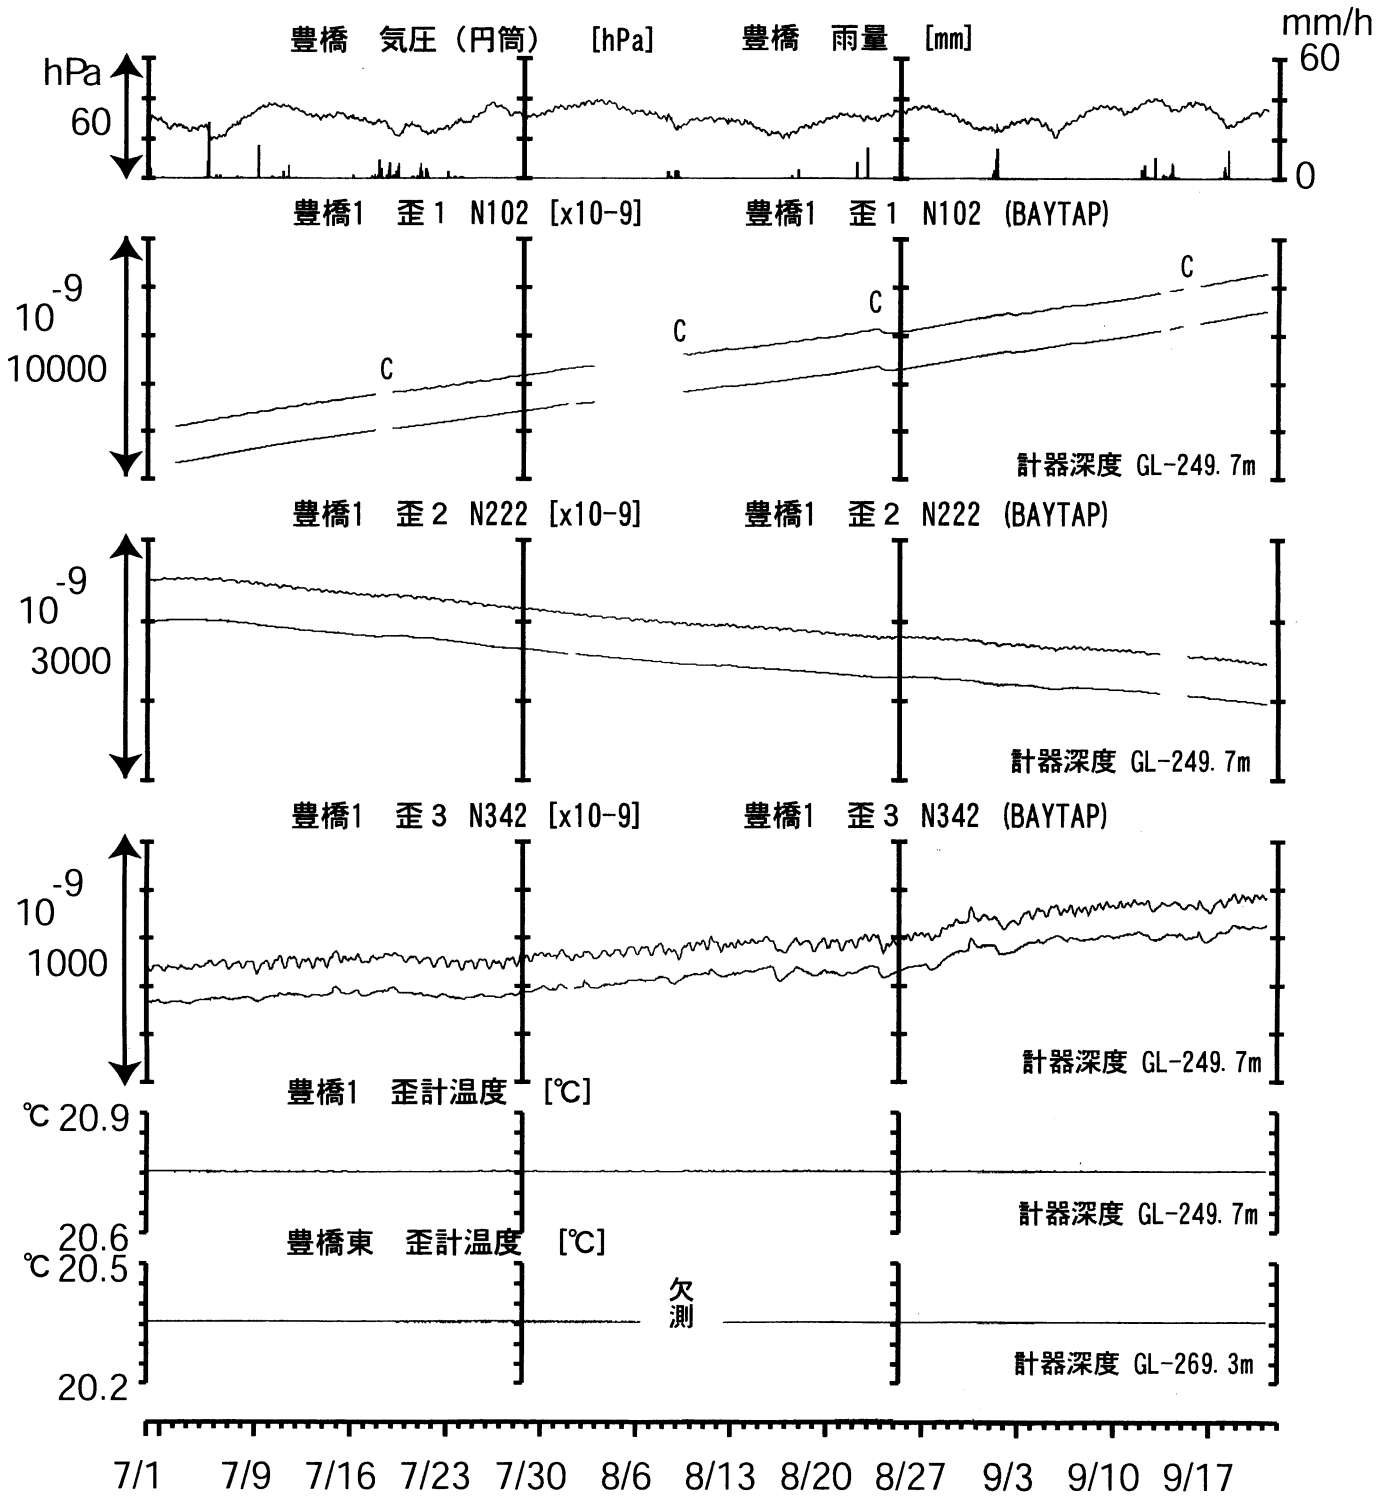 豊橋 気圧（円筒） [hPa] 豊橋 雨量 [mm]
mm/h
hPa
60
60
0
豊橋1 歪1 N102 [x10-9] 豊橋1 歪1 N102 (BAYTAP)
10-9
10000
C
C
C
C
計器深度 GL-249.7m
豊橋1 歪2 N222 [x10-9] 豊橋1 歪2 N222 (BAYTAP)
10-9
3000
計器深度 GL-249.7m
豊橋1 歪3 N342 [x10-9] 豊橋1 歪3 N342 (BAYTAP)
10-9
1000
計器深度 GL-249.7m
豊橋1 歪計温度 [℃]
℃ 20.9
計器深度 GL-249.7m
20.6
豊橋東 歪計温度 [℃]
℃ 20.5
欠測
計器深度 GL-269.3m
20.2
7/1 7/9 7/16 7/23 7/30 8/6 8/13 8/20 8/27 9/3 9/10 9/17